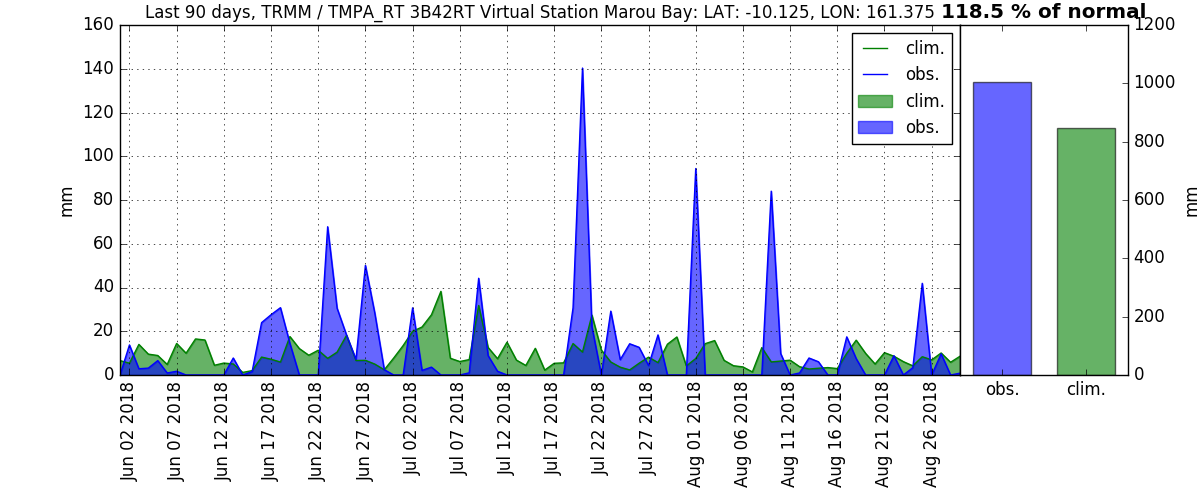 Last 90 days, TRMM / TMPA_RT 3B42RT Virtual Station Marou Bay: LAT: -10.125, LON: 161.375 118.5 % of normal
160
140
120
100
80
60
40
20
0
mm
clim.
obs.
clim.
obs.
1200
1000
800
600
400
200
0
mm
Jun 02 2018
Jun 07 2018
Jun 12 2018
Jun 17 2018
Jun 22 2018
Jun 27 2018
Jul 02 2018
Jul 07 2018
Jul 12 2018
Jul 17 2018
Jul 22 2018
Jul 27 2018
Aug 01 2018
Aug 06 2018
Aug 11 2018
Aug 16 2018
Aug 21 2018
Aug 26 2018
obs.
clim.